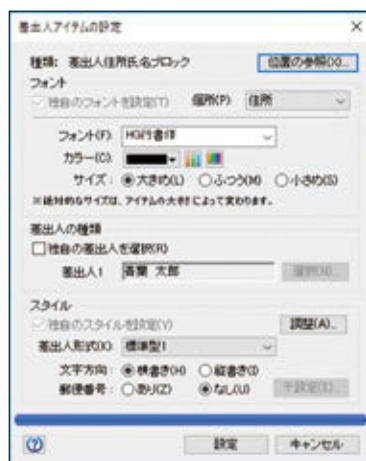 差出人アイテムの設定
種類: 差出人住所氏名ブロック
位置の参照(X)...
フォント
独自のフォントを設定(T) 個所(P) 住所
フォント(F) HG行書体
カラー(C)
サイズ: 大きめ(L) ふつう(M) 小さめ(S)
※絶対的なサイズは、アイテムの大きさによって変わります。
差出人の種類
独自の差出人を選択(R)
差出人1 太郎
スタイル
独自のスタイルを設定(V) 調整(A)...
差出人形式(K) 標準型1
文字方向: 横書き(H) 縦書き(I)
郵便番号: あり(Z) なし(U)
設定 キャンセル